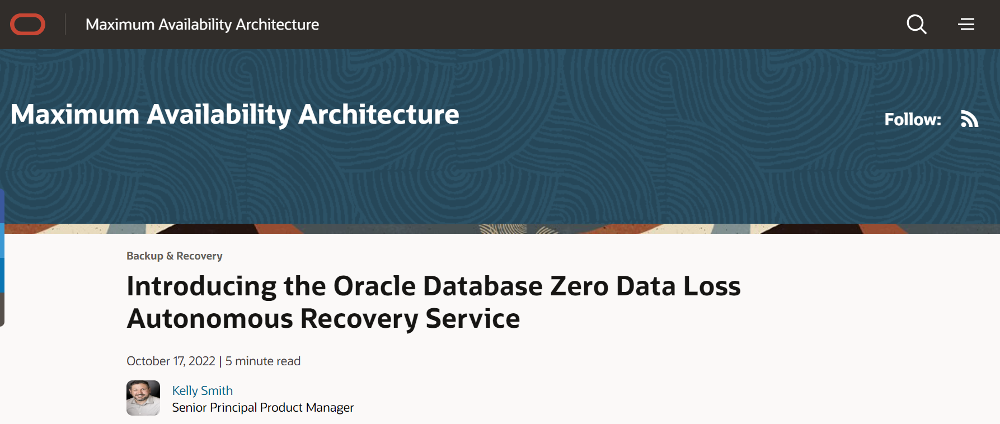 Maximum Availability Architecture
Maximum Availability Architecture
Follow:
Backup & Recovery
Introducing the Oracle Database Zero Data Loss
Autonomous Recovery Service
October 17, 2022 | 5 minute read
Kelly Smith
Senior Principal Product Manager